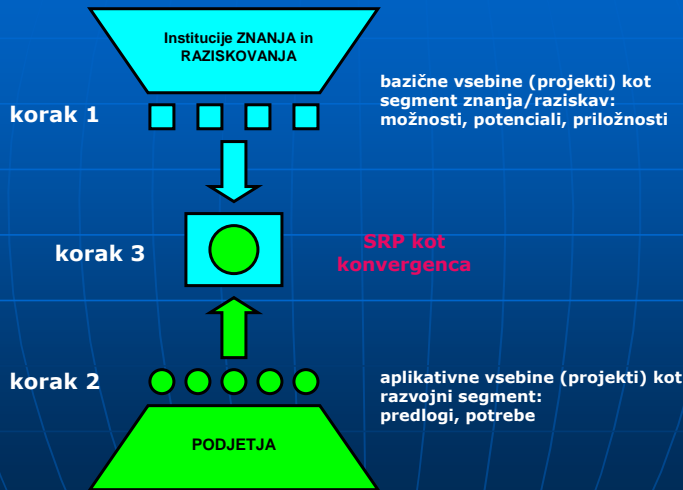 Institucije ZNANJA in
RAZISKOVANJA
korak 1
bazične vsebine (projekti) kot
segment znanja/raziskav:
možnosti, potenciali, priložnosti
korak 3
SRP kot
konvergenca
korak 2
aplikativne vsebine (projekti) kot
razvojni segment:
predlogi, potrebe
PODJETJA